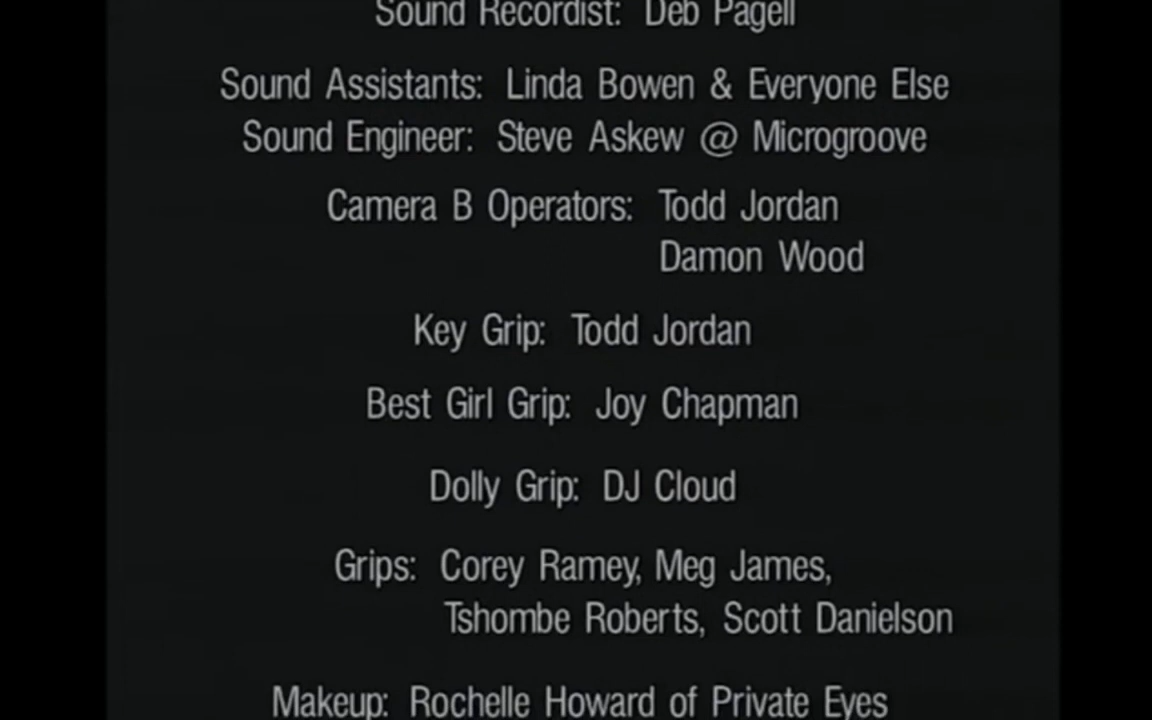 Sound Recordist: Deb Pagell
Sound Assistants: Linda Bowen & Everyone Else
Sound Engineer: Steve Askew @ Microgroove
Camera B Operators: Todd Jordan
Damon Wood
Key Grip: Todd Jordan
Best Girl Grip: Joy Chapman
Dolly Grip: DJ Cloud
Grips: Corey Ramey, Meg James,
Tshombe Roberts, Scott Danielson
Makeup: Rochelle Howard of Private Eyes